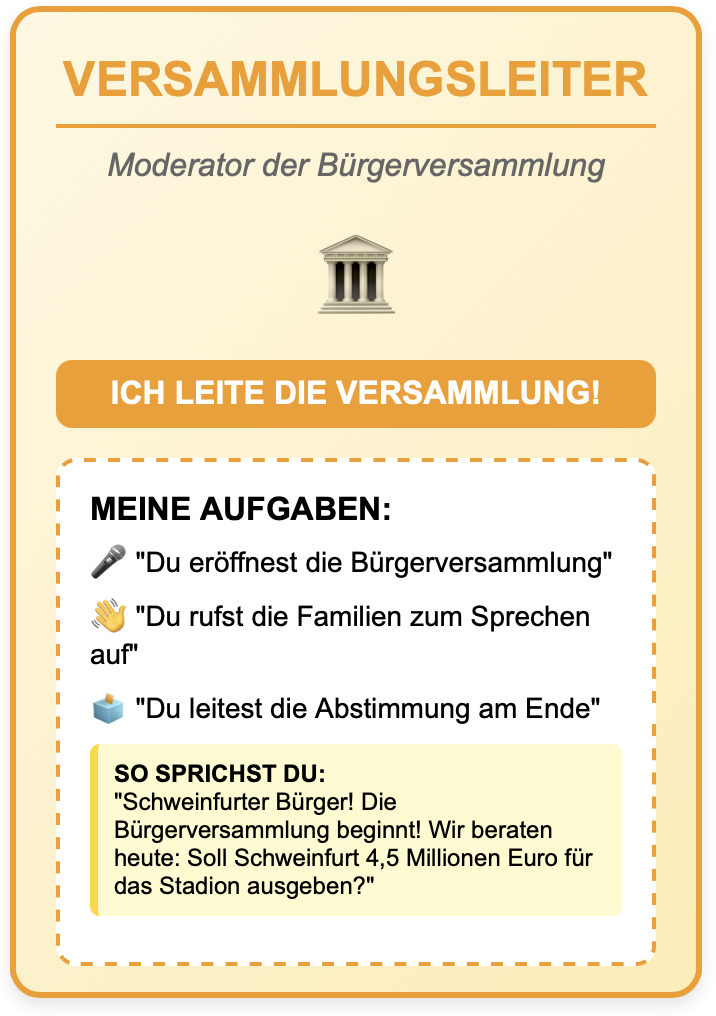 VERSAMMLUNGSLEITER
Moderator der Bürgerversammlung
ICH LEITE DIE VERSAMMLUNG!
MEINE AUFGABEN:
"Du eröffnest die Bürgerversammlung"
"Du rufst die Familien zum Sprechen
auf"
"Du leitest die Abstimmung am Ende"
SO SPRICHST DU:
"Schweinfurter Bürger! Die
Bürgerversammlung beginnt! Wir beraten
heute: Soll Schweinfurt 4,5 Millionen Euro für
das Stadion ausgeben?"